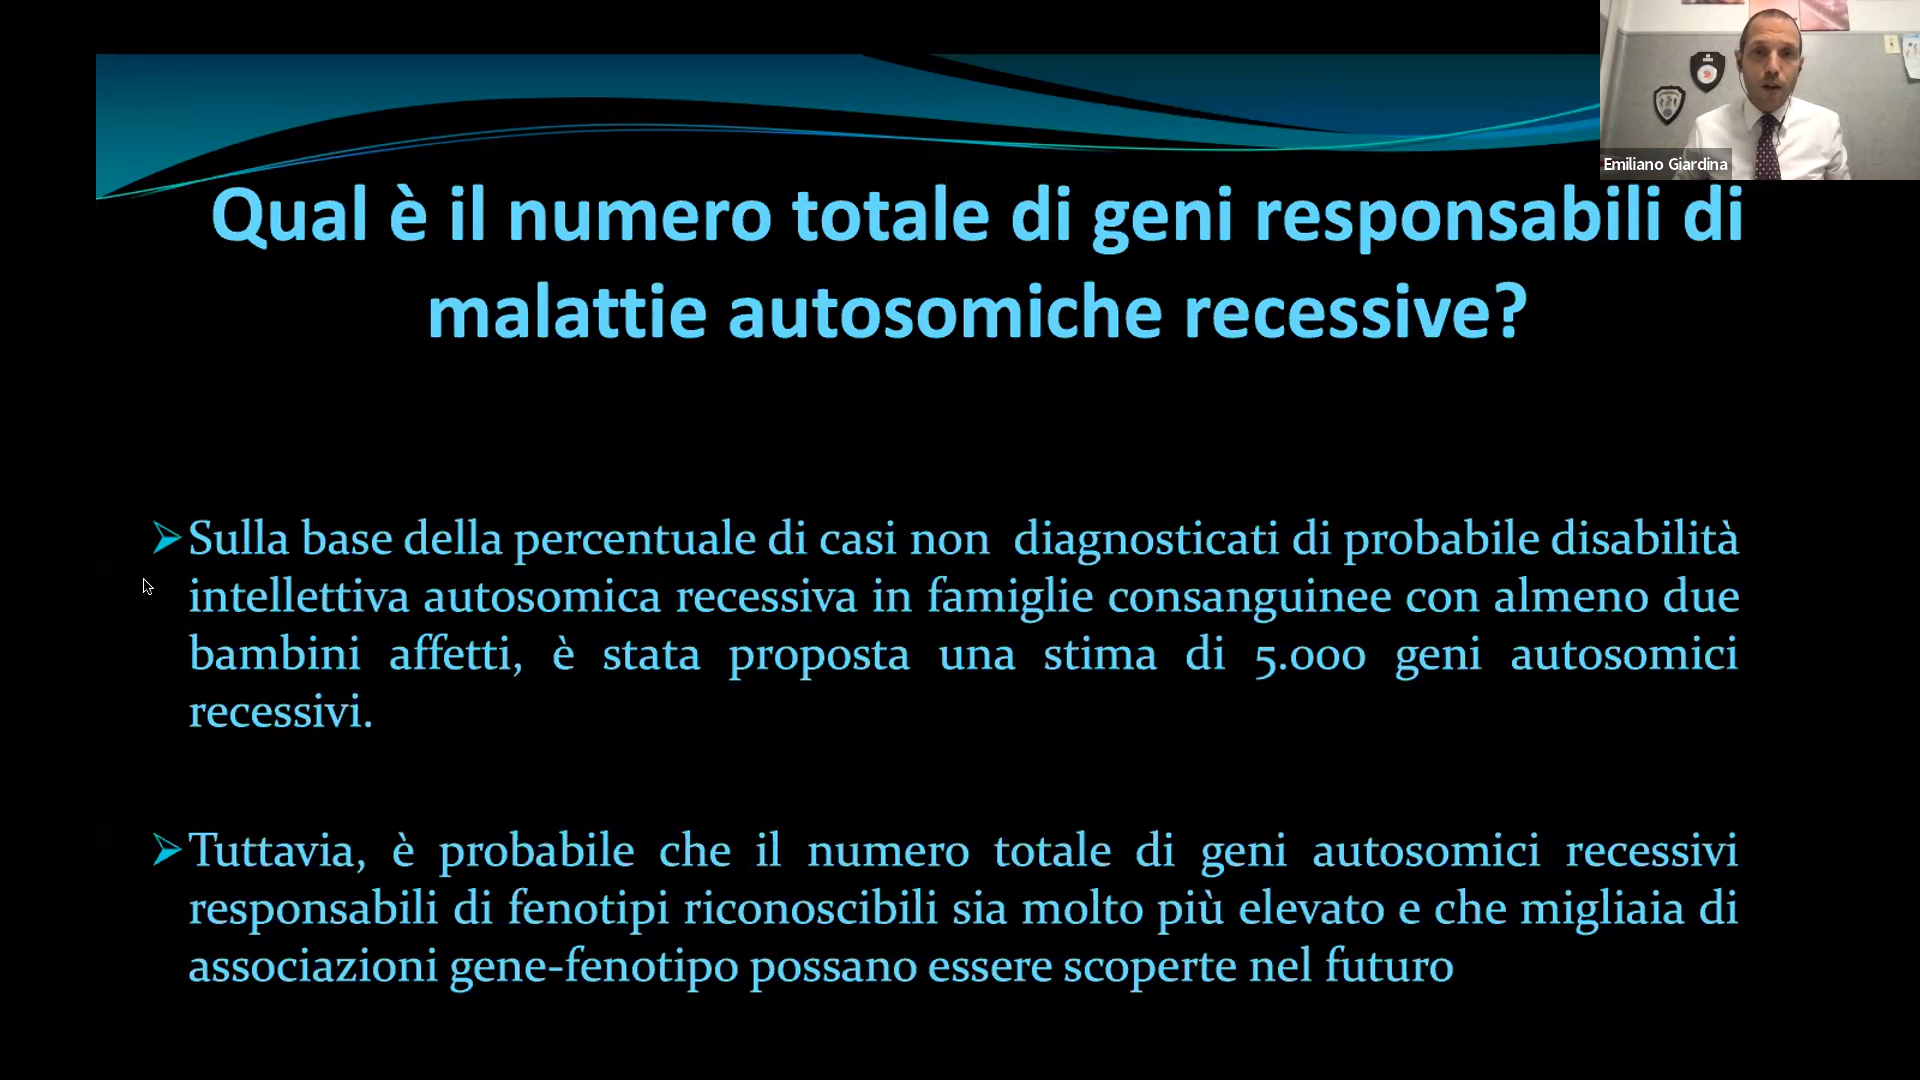 Emiliano Giardina
Qual è il numero totale di geni responsabili di
malattie autosomiche recessive?
➢Sulla base della percentuale di casi non  diagnosticati di probabile disabilità
intellettiva autosomica recessiva in famiglie consanguinee con almeno due
bambini affetti, è stata proposta una stima di 5.000 geni autosomici
recessivi.
➢Tuttavia, è probabile che il numero totale di geni autosomici recessivi
responsabili di fenotipi riconoscibili sia molto più elevato e che migliaia di
associazioni gene-fenotipo possano essere scoperte nel futuro